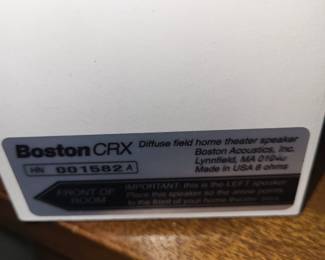 Boston CRX Diffuse field home theater speaker
Boston Acoustics, Inc.
Lynnfield, MA
HN 001582 A Made in USA 8 ohms
FRONT OF
ROOM
IMPORTANT: this is the LEFT speaker
Place this speaker so the arrow points
to the front of your home theater